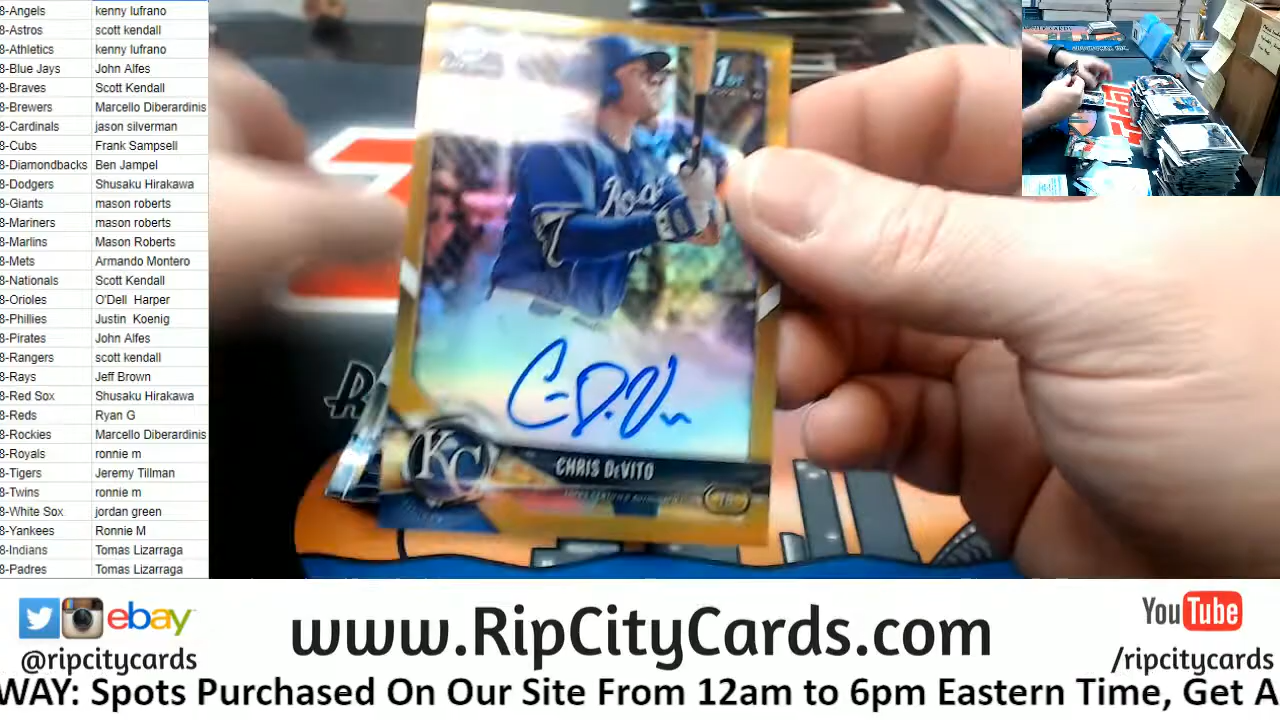 8-Angels kenny lufrano
8-Astros scott kendall
8-Athletics kenny lufrano
8-Blue Jays John Alfes
8-Braves Scott Kendall
8-Brewers Marcello Diberardinis
8-Cardinals jason silverman
8-Cubs Frank Sampsell
8-Diamondbacks Ben Jampel
8-Dodgers Shusaku Hirakawa
8-Giants mason roberts
8-Mariners mason roberts
8-Marlins Mason Roberts
8-Mets Armando Montero
8-Nationals Scott Kendall
8-Orioles O'Dell Harper
8-Phillies Justin Koenig
8-Pirates John Alfes
8-Rangers scott kendall
8-Rays Jeff Brown
8-Red Sox Shusaku Hirakawa
8-Reds Ryan G
8-Rockies Marcello Diberardinis
8-Royals ronnie m
8-Tigers Jeremy Tillman
8-Twins ronnie m
8-White Sox jordan green
8-Yankees Ronnie M
8-Indians Tomas Lizarraga
8-Padres Tomas Lizarraga
1st
KC
CHRIS DeVITO
ebay
@ripcitycards
www.RipCityCards.com
YouTube
/ripcitycards
WAY: Spots Purchased On Our Site From 12am to 6pm Eastern Time, Get A